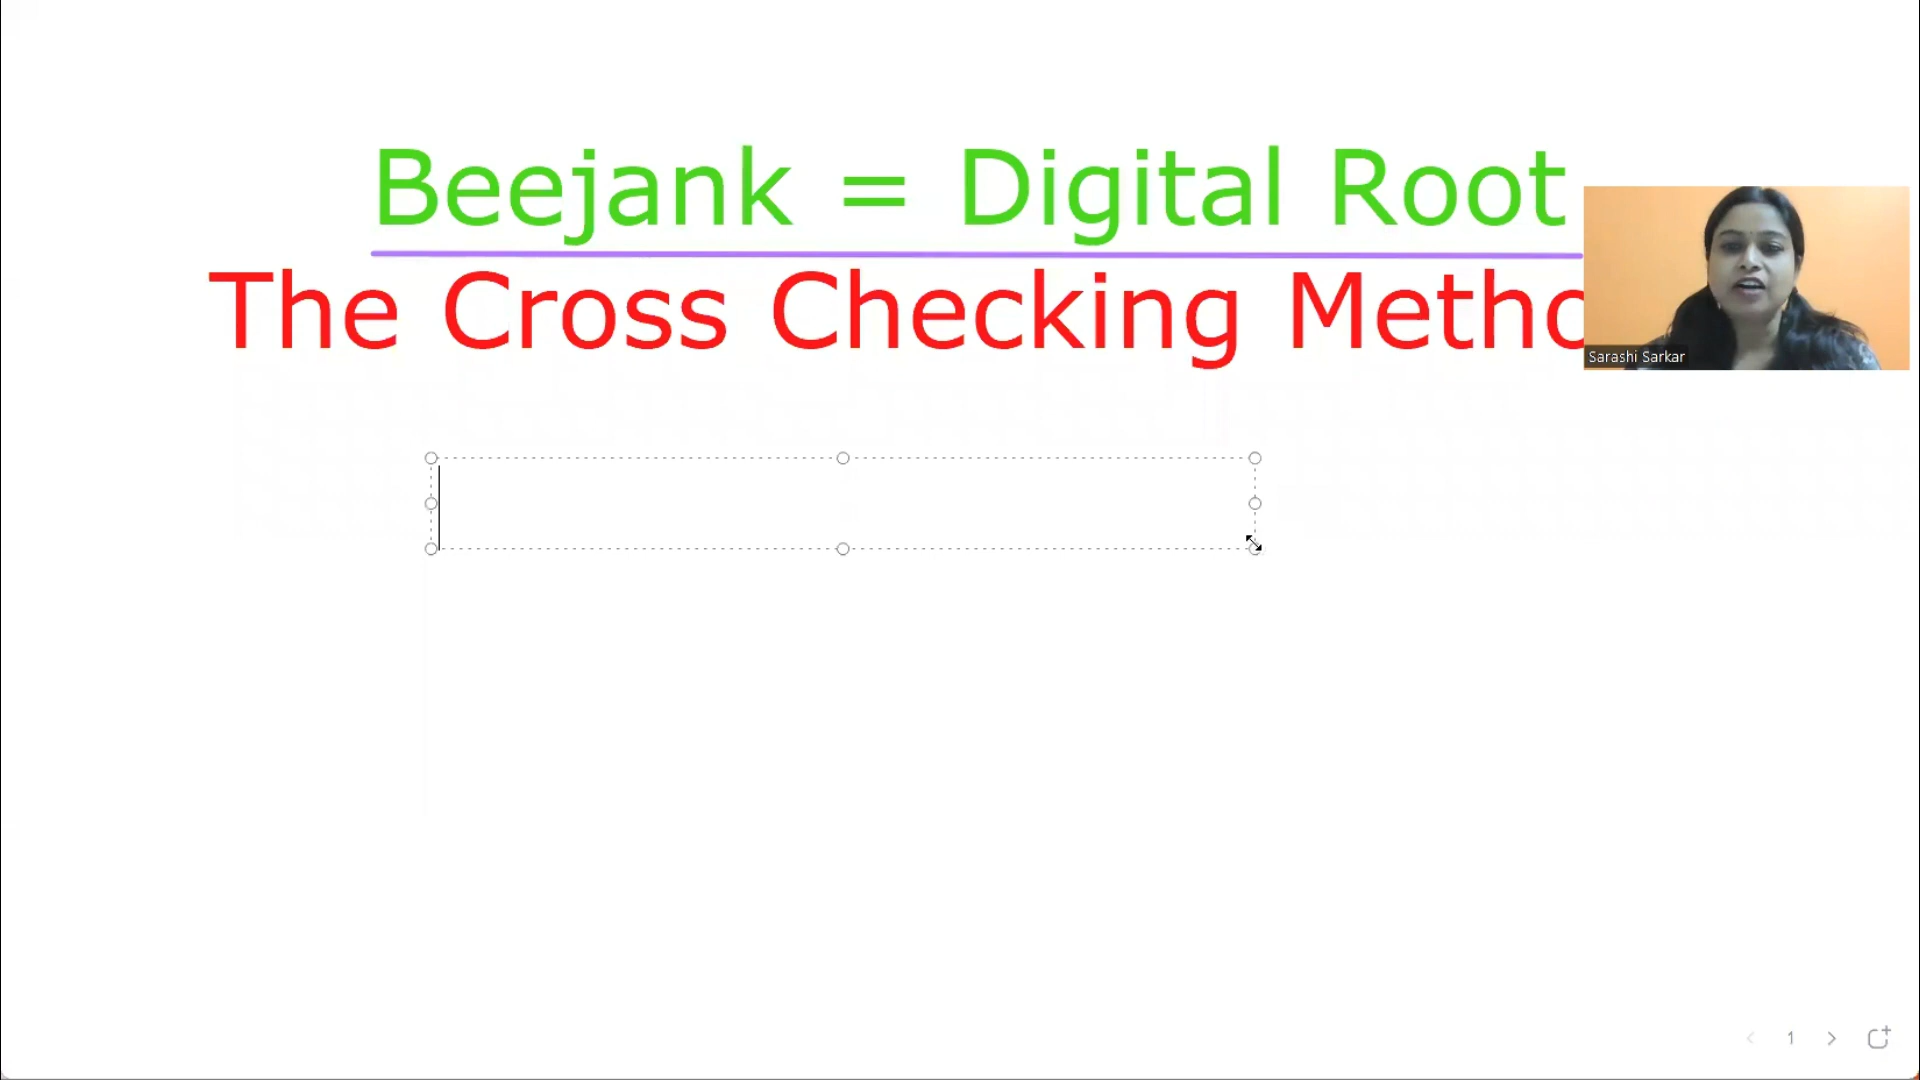 Beejank = Digital Root
The Cross Checking Metho
Sarashi Sarkar
1